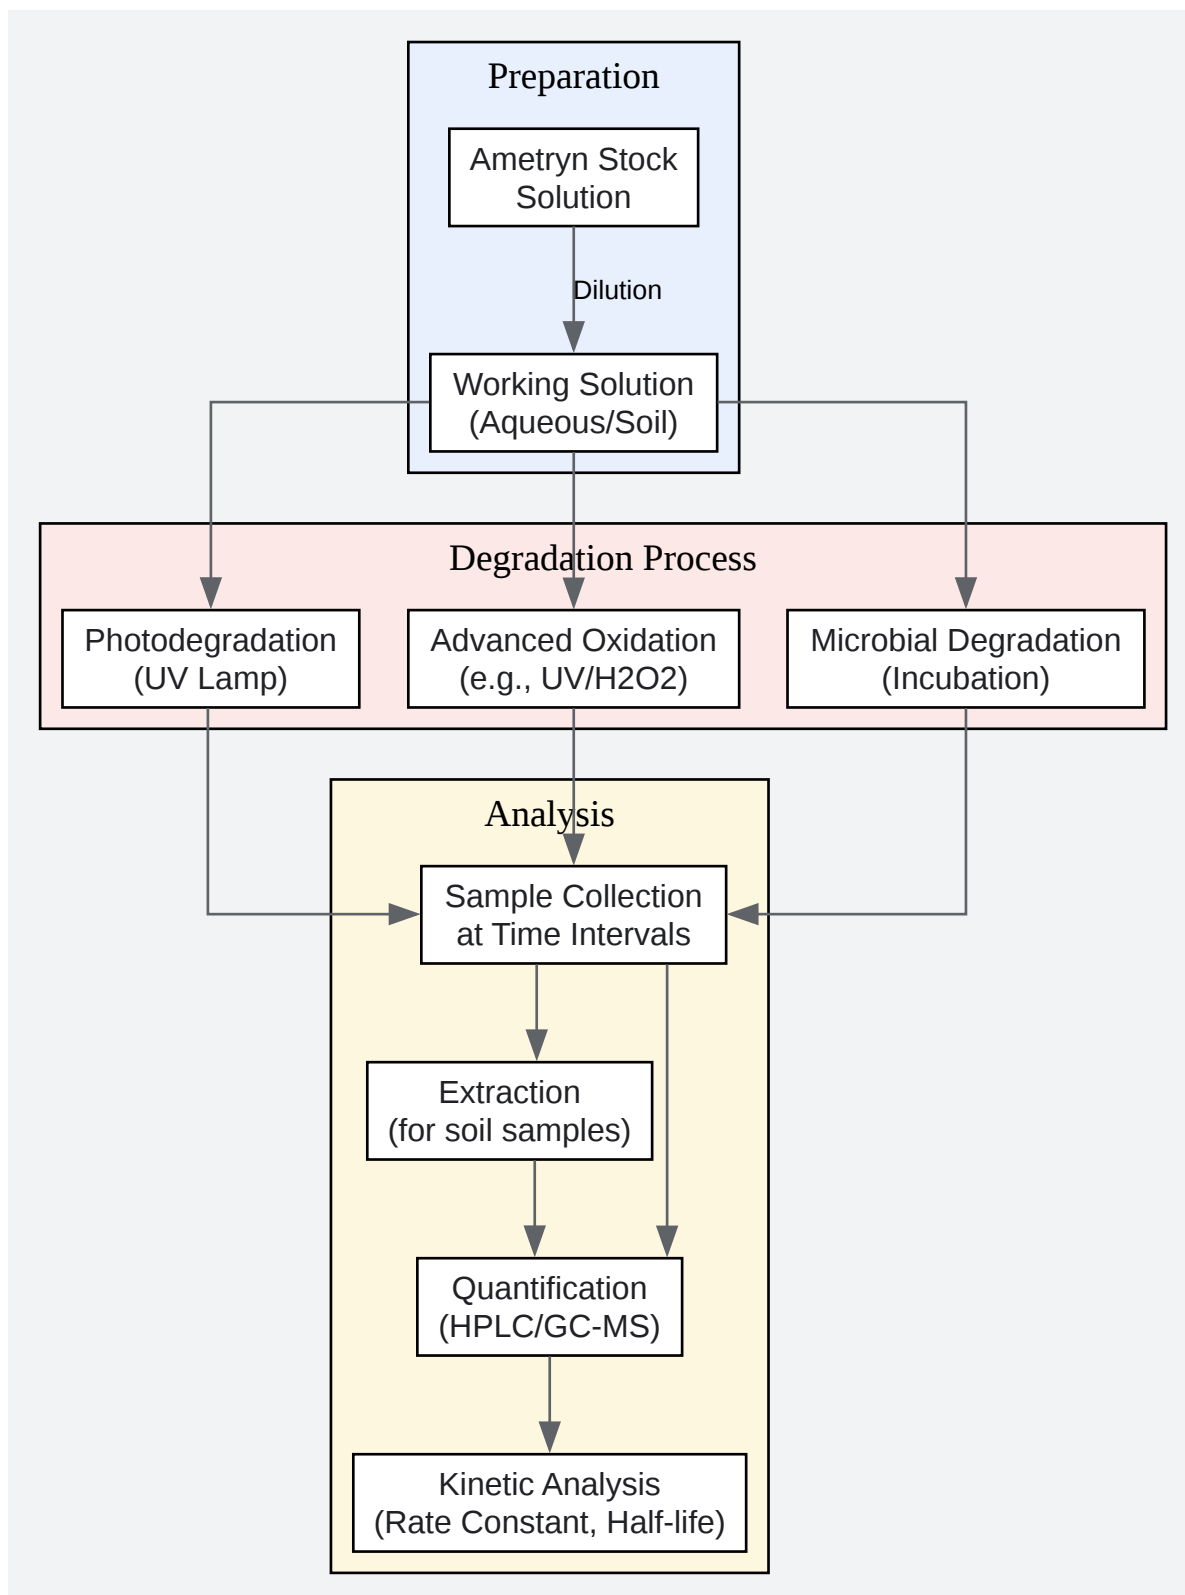 Preparation
Ametryn Stock
Solution
Dilution
Working Solution
(Aqueous/Soil)
Degradation Process
Photodegradation
(UV Lamp)
Advanced Oxidation
(e.g., UV/H2O2)
Microbial Degradation
(Incubation)
Analysis
Sample Collection
at Time Intervals
Extraction
(for soil samples)
Quantification
(HPLC/GC-MS)
Kinetic Analysis
(Rate Constant, Half-life)